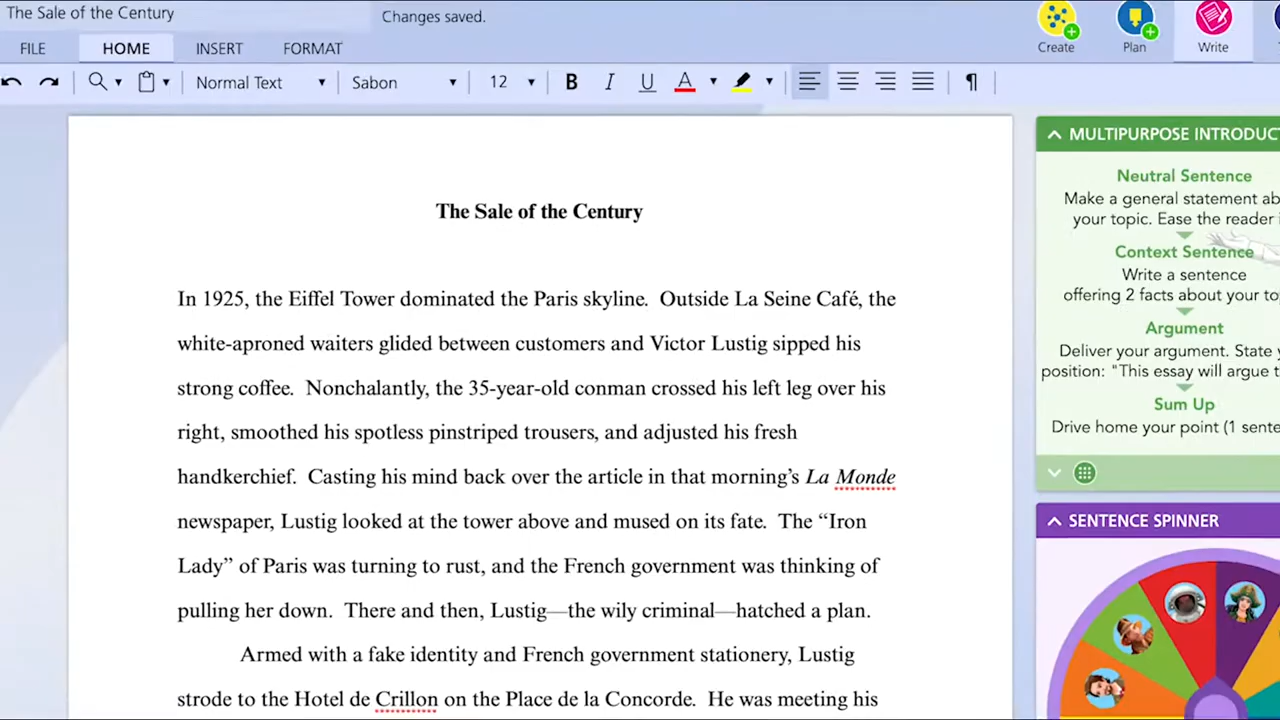 The Sale of the Century
Changes saved.
Create
Plan
Write
FILE
HOME
INSERT
FORMAT
Normal Text
Sabon
12
B
I
U
A
¶
The Sale of the Century
In 1925, the Eiffel Tower dominated the Paris skyline. Outside La Seine Café, the
white-aproned waiters glided between customers and Victor Lustig sipped his
strong coffee. Nonchalantly, the 35-year-old conman crossed his left leg over his
right, smoothed his spotless pinstriped trousers, and adjusted his fresh
handkerchief. Casting his mind back over the article in that morning’s La Monde
newspaper, Lustig looked at the tower above and mused on its fate. The “Iron
Lady” of Paris was turning to rust, and the French government was thinking of
pulling her down. There and then, Lustig—the wily criminal—hatched a plan.
Armed with a fake identity and French government stationery, Lustig
strode to the Hotel de Crillon on the Place de la Concorde. He was meeting his
MULTIPURPOSE INTRODUCT
Neutral Sentence
Make a general statement ab
your topic. Ease the reader i
Context Sentence
Write a sentence
offering 2 facts about your to
Argument
Deliver your argument. State y
position: "This essay will argue t
Sum Up
Drive home your point (1 sente
SENTENCE SPINNER